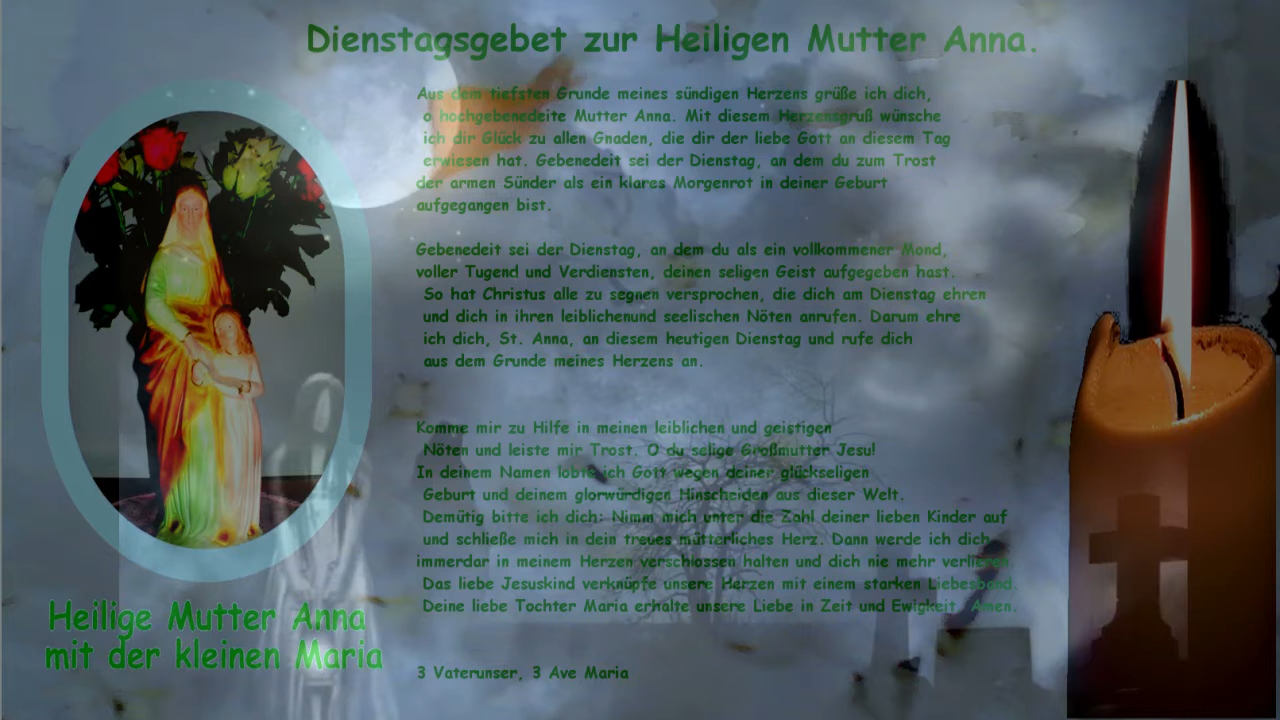 Dienstagsgebet zur Heiligen Mutter Anna.
Aus dem tiefsten Grunde meines sündigen Herzens grüße ich dich,
o hochgebenedeite Mutter Anna. Mit diesem Herzensgruß wünsche
ich dir Glück zu allen Gnaden, die dir der liebe Gott an diesem Tag
erwiesen hat. Gebenedeit sei der Dienstag, an dem du zum Trost
der armen Sünder als ein klares Morgenrot in deiner Geburt
aufgegangen bist.
Gebenedeit sei der Dienstag, an dem du als ein vollkommener Mond,
voller Tugend und Verdiensten, deinen seligen Geist aufgegeben hast.
So hat Christus alle zu segnen versprochen, die dich am Dienstag ehren
und dich in ihren leiblichenund seelischen Nöten anrufen. Darum ehre
ich dich, St. Anna, an diesem heutigen Dienstag und rufe dich
aus dem Grunde meines Herzens an.
Komme mir zu Hilfe in meinen leiblichen und geistigen
Nöten und leiste mir Trost. O du selige Großmutter Jesu!
In deinem Namen lobte ich Gott wegen deiner glückseligen
Geburt und deinem glorwürdigen Hinscheiden aus dieser Welt.
Demütig bitte ich dich: Nimm mich unter die Zahl deiner lieben Kinder auf
und schließe mich in dein treues mütterliches Herz. Dann werde ich dich
immerdar in meinem Herzen verschlossen halten und dich nie mehr verlieren.
Das liebe Jesuskind verknüpfe unsere Herzen mit einem starken Liebesband.
Deine liebe Tochter Maria erhalte unsere Liebe in Zeit und Ewigkeit. Amen.
3 Vaterunser, 3 Ave Maria
Heilige Mutter Anna
mit der kleinen Maria